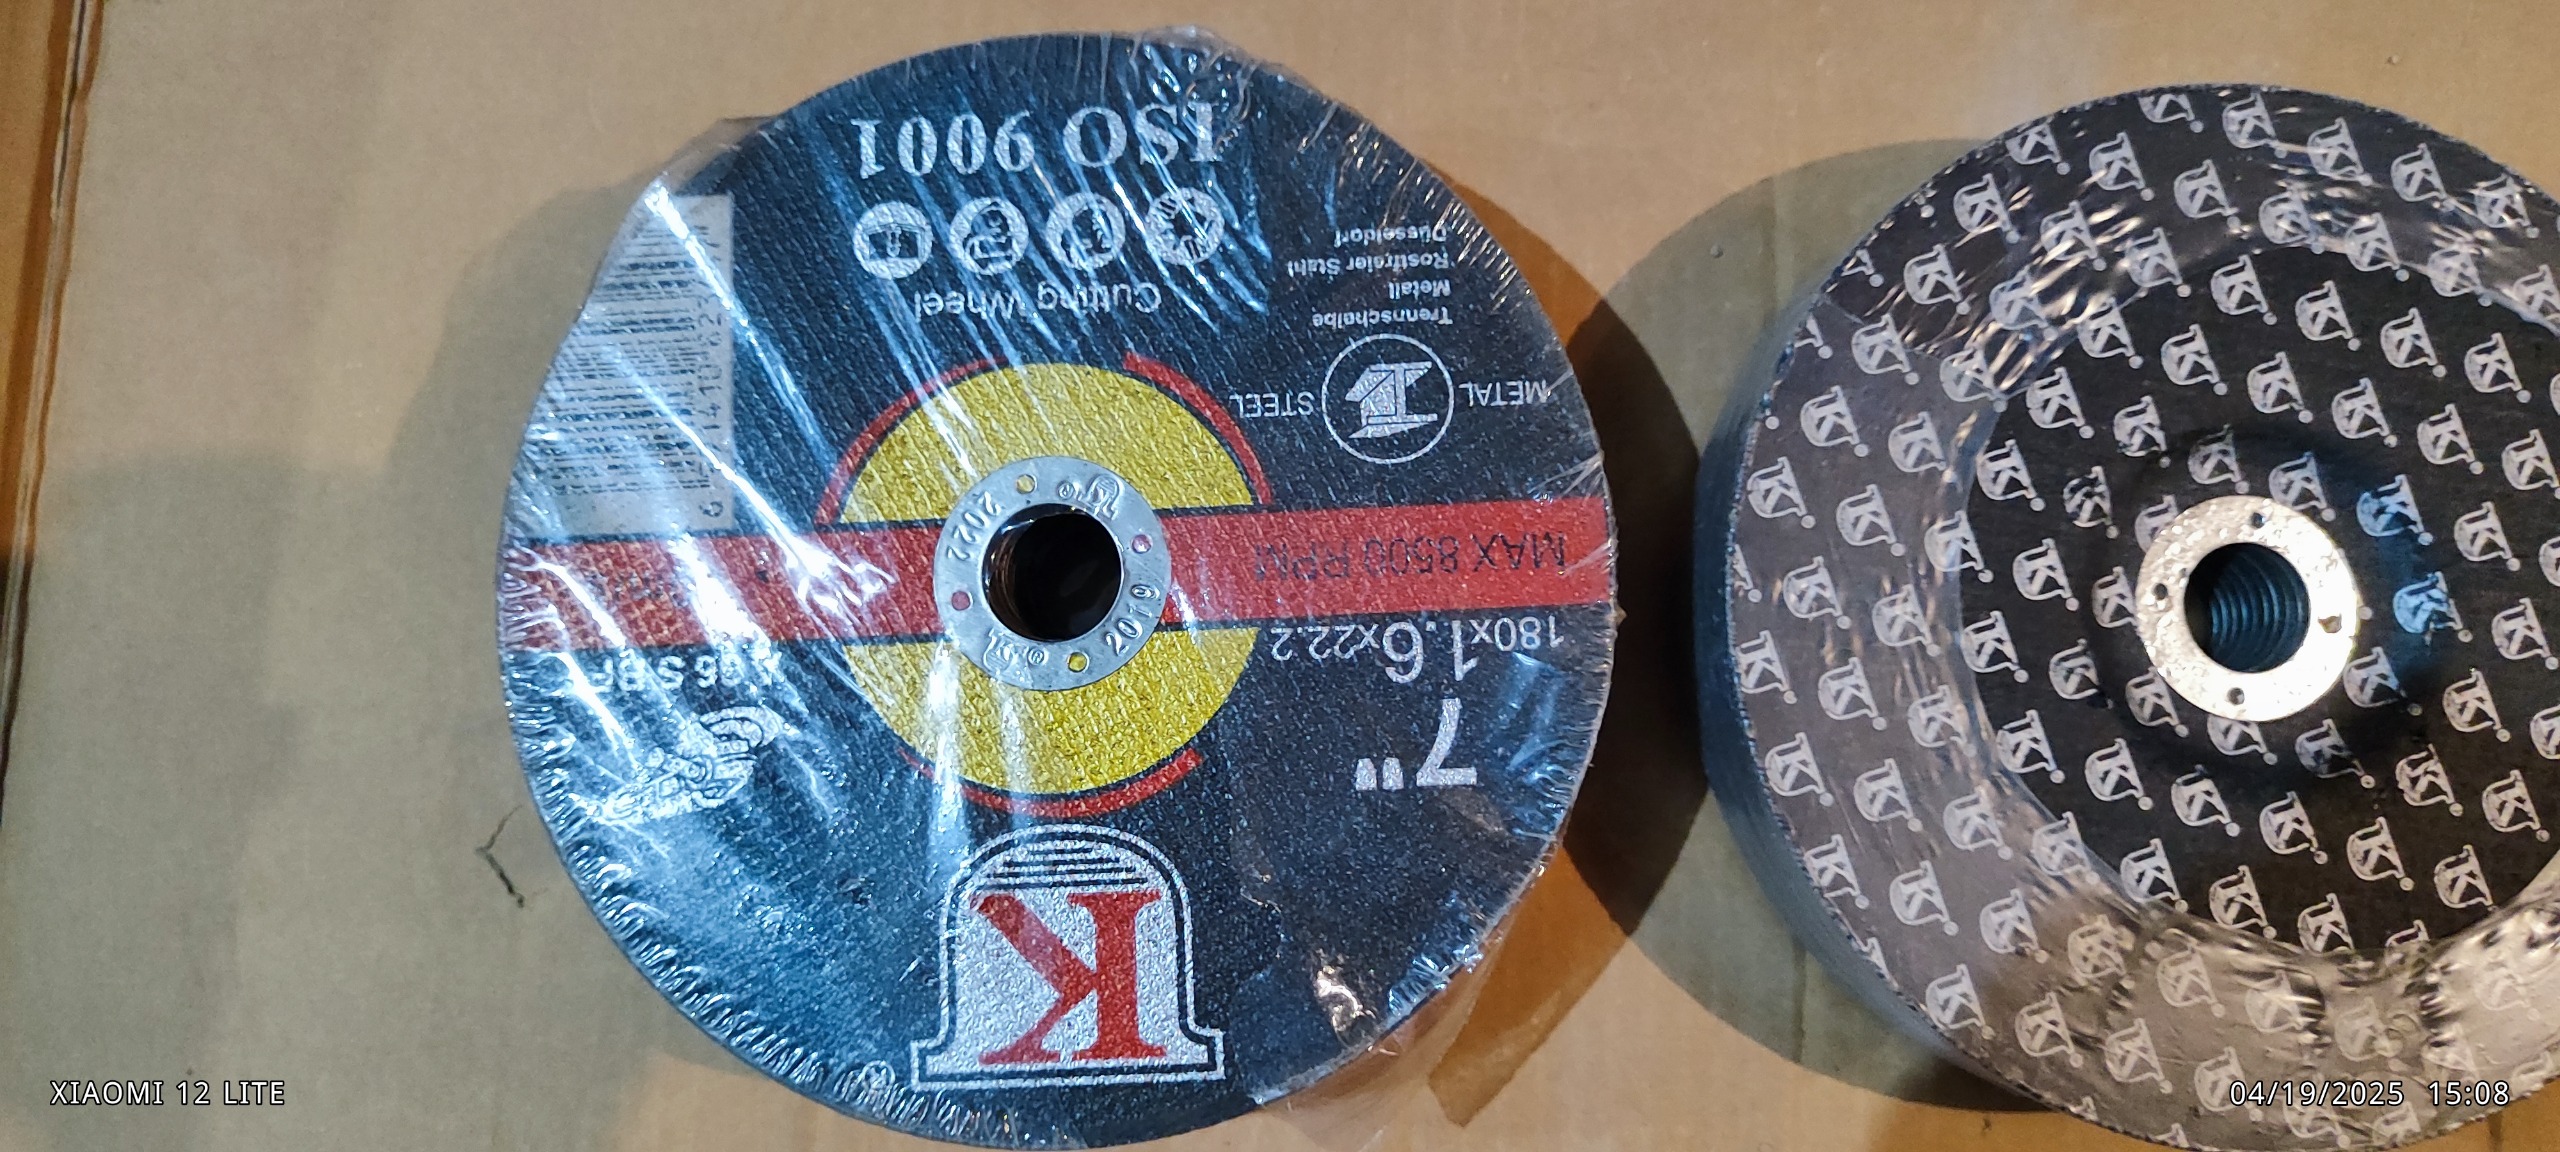 K
7"
180x1.6x22.2
MAX 8500 RPM
METAL
STEEL
Trennscheibe
Metall
Rostfreier Stahl
Düsseldorf
Cutting Wheel
ISO 9001
2019
2022
XIAOMI 12 LITE
04/19/2025 15:08